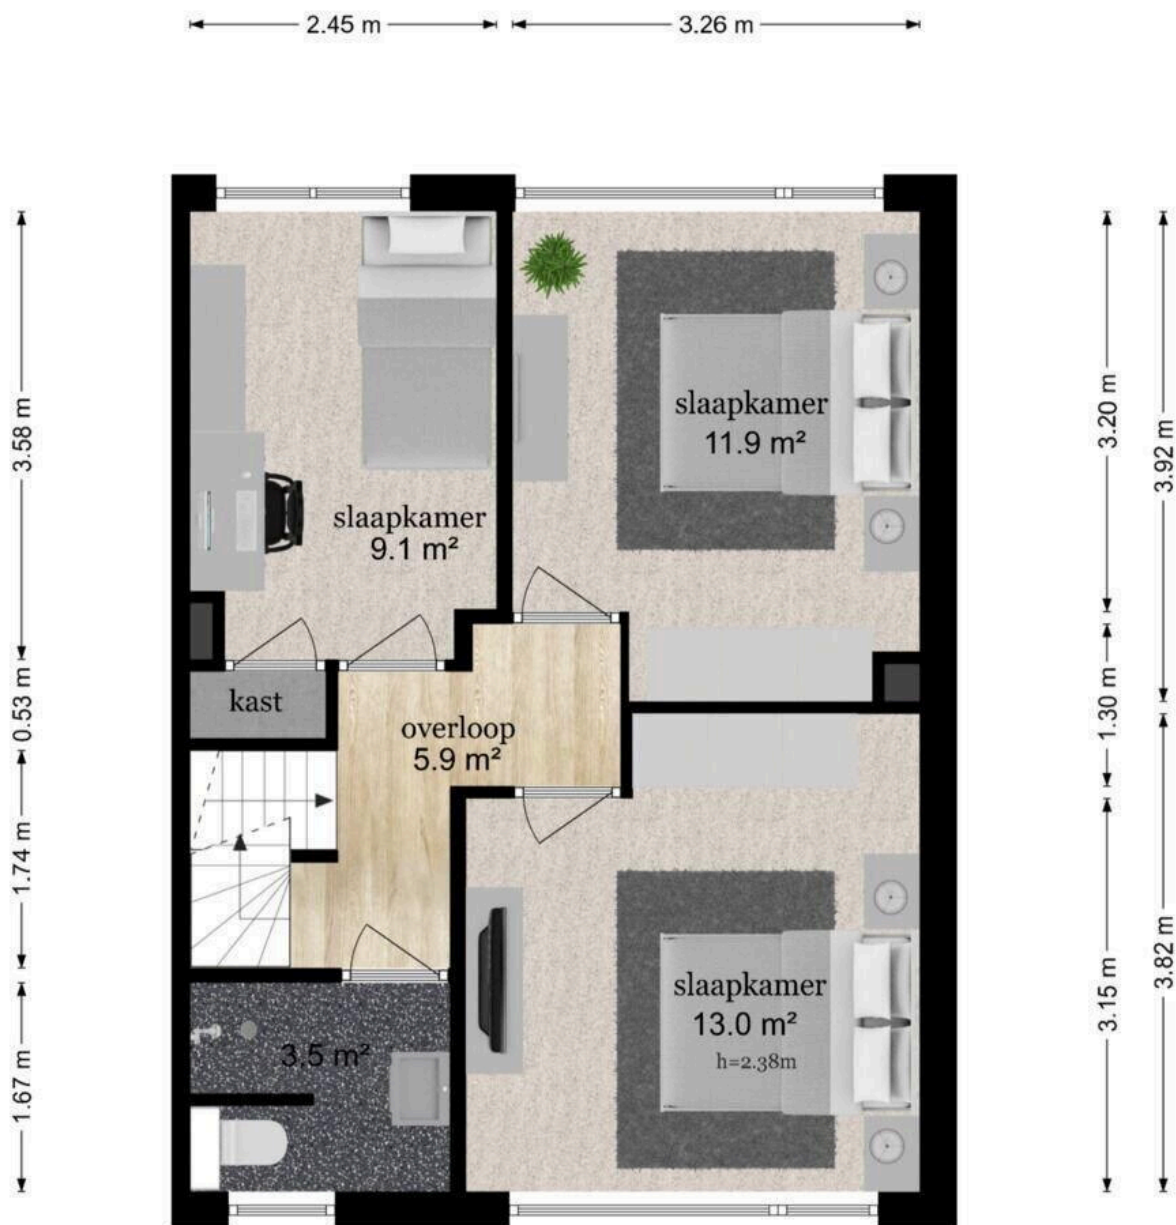 2.45 m
3.26 m
3.58 m
0.53 m
1.74 m
1.67 m
slaapkamer
9.1 m²
slaapkamer
11.9 m²
kast
overloop
5.9 m²
3.5 m²
slaapkamer
13.0 m²
h=2.38m
3.20 m
1.30 m
3.15 m
3.92 m
3.82 m